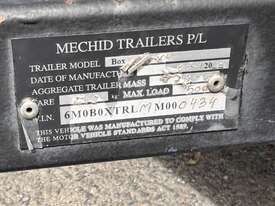 MECHID TRAILERS P/L
TRAILER MODEL Box
DATE OF MANUFACTURE 20
AGGREGATE TRAILER MASS
TARE MAX. LOAD
V.I.N. 6M0B0XTRLMM000434
THIS VEHICLE WAS MANUFACTURED TO COMPLY WITH
THE MOTOR VEHICLE STANDARDS ACT 1989.